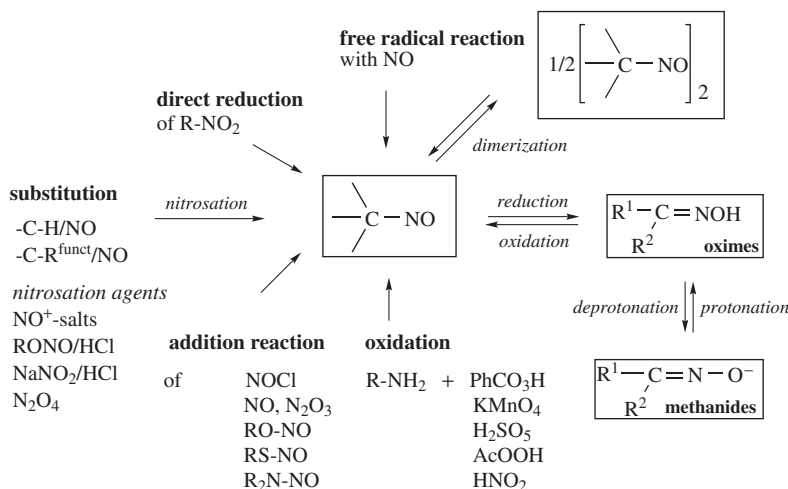 free radical reaction
with NO
1/2 [ C NO ] 2
direct reduction
of R-NO₂
dimerization
substitution
nitrosation
C NO
reduction
oxidation
R¹ C = NOH
R² oximes
-C-H/NO
-C-Rᶠᵘⁿᶜᵗ/NO
nitrosation agents
NO⁺-salts
RONO/HCl
NaNO₂/HCl
N₂O₄
deprotonation protonation
addition reaction
of NOCl
NO, N₂O₃
RO-NO
RS-NO
R₂N-NO
oxidation
R-NH₂ + PhCO₃H
KMnO₄
H₂SO₅
AcOOH
HNO₂
R¹ C = N O⁻
R² methanides